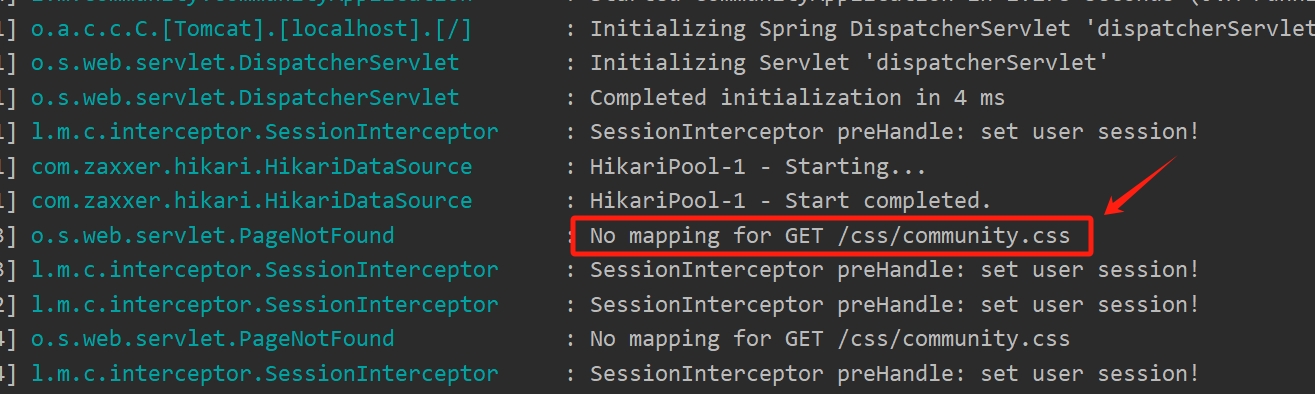 1] o.a.c.c.C.[Tomcat].[localhost].[/] : Initializing Spring DispatcherServlet 'dispatcherServlet
1] o.s.web.servlet.DispatcherServlet : Initializing Servlet 'dispatcherServlet'
1] o.s.web.servlet.DispatcherServlet : Completed initialization in 4 ms
1] l.m.c.interceptor.SessionInterceptor : SessionInterceptor preHandle: set user session!
1] com.zaxxer.hikari.HikariDataSource : HikariPool-1 - Starting...
1] com.zaxxer.hikari.HikariDataSource : HikariPool-1 - Start completed.
3] o.s.web.servlet.PageNotFound : No mapping for GET /css/community.css
3] l.m.c.interceptor.SessionInterceptor : SessionInterceptor preHandle: set user session!
2] l.m.c.interceptor.SessionInterceptor : SessionInterceptor preHandle: set user session!
4] o.s.web.servlet.PageNotFound : No mapping for GET /css/community.css
4] l.m.c.interceptor.SessionInterceptor : SessionInterceptor preHandle: set user session!